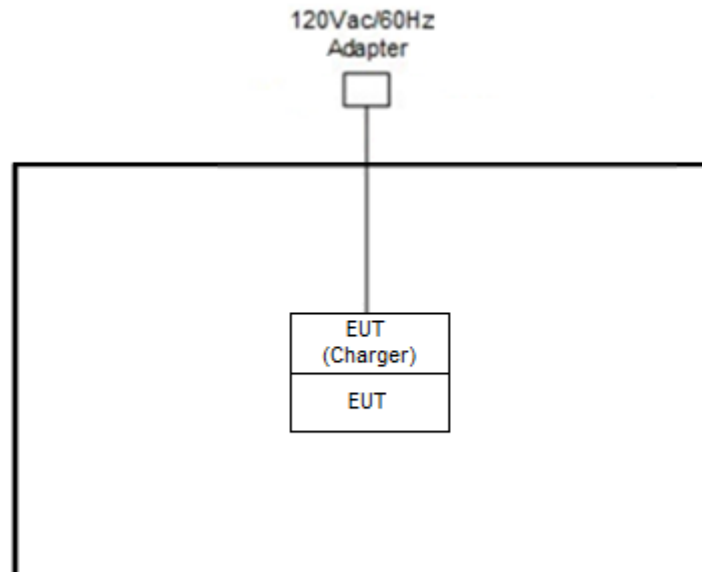 120Vac/60Hz
Adapter
EUT
(Charger)
EUT